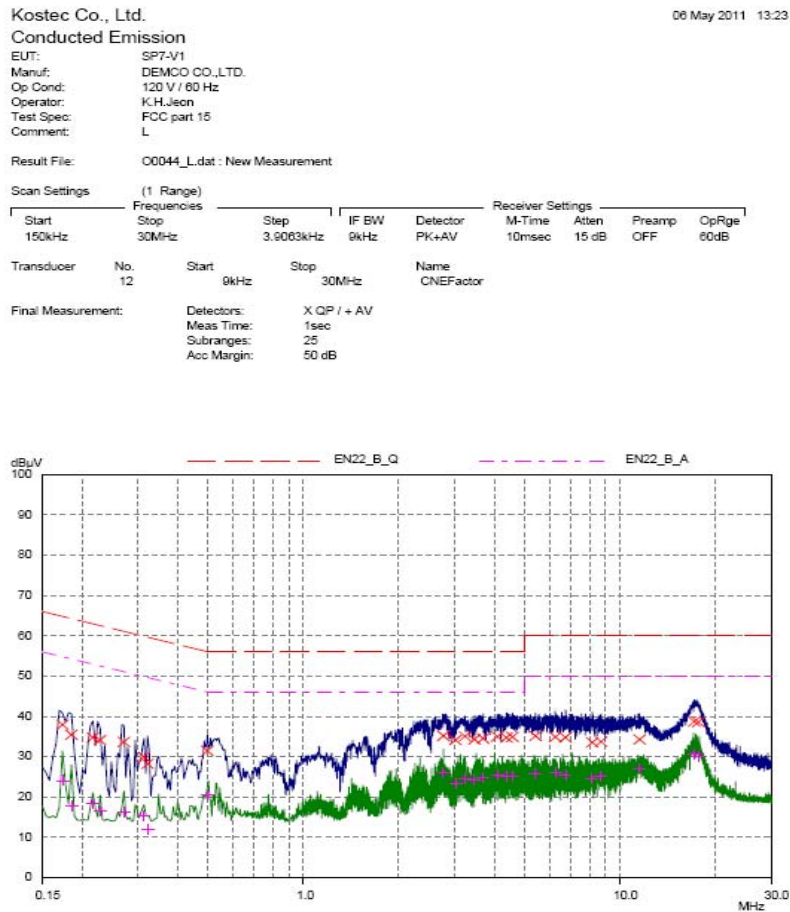 Kostec Co., Ltd. 06 May 2011 13:23
Conducted Emission
EUT: SP7-V1
Manuf: DEMCO CO.,LTD.
Op Cond: 120 V / 60 Hz
Operator: K.H.Jeon
Test Spec: FCC part 15
Comment: L
Result File: O0044_L.dat : New Measurement
Scan Settings (1 Range)
Frequencies Receiver Settings
Start Stop Step IF BW Detector M-Time Atten Preamp OpRge
150kHz 30MHz 3.9063kHz 9kHz PK+AV 10msec 15 dB OFF 60dB
Transducer No. Start Stop Name
12 9kHz 30MHz CNEFactor
Final Measurement: Detectors: X QP / + AV
Meas Time: 1sec
Subranges: 25
Acc Margin: 50 dB
EN22_B_Q EN22_B_A
dBuV
100
90
80
70
60
50
40
30
20
10
0
0.15 1.0 10.0 30.0
MHz